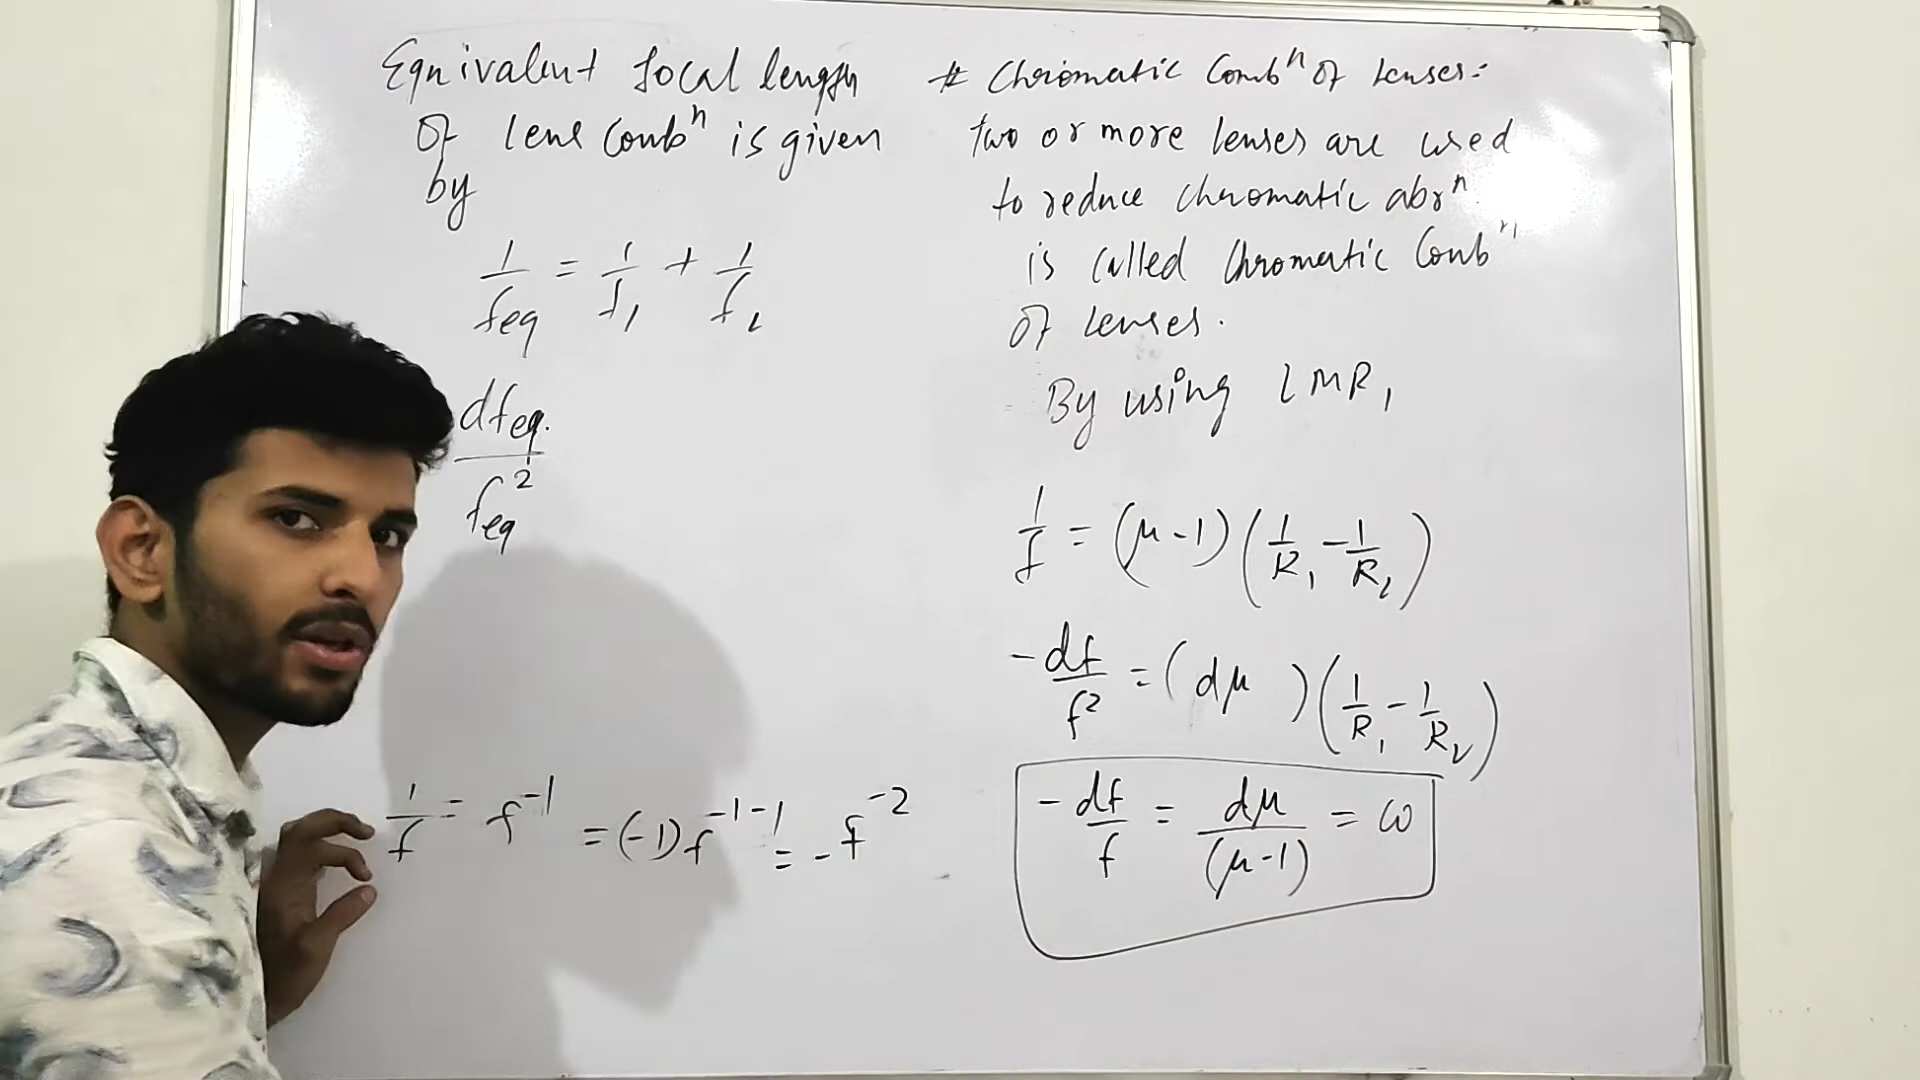 Equivalent focal length
of lens Combⁿ is given
by
1/feq = 1/f₁ + 1/f₂
dfeq./f²eq
1/f = f⁻¹ = (-1)f⁻¹⁻¹ = -f⁻²
# Chromatic Combⁿ of Lenses:
two or more lenses are used
to reduce chromatic abrⁿ.
is called Chromatic Combⁿ
of Lenses.
By using LMR,
1/f = (μ-1)(1/R₁ - 1/R₂)
-df/f² = (dμ )(1/R₁ - 1/R₂)
-df/f = dμ/(μ-1) = ω